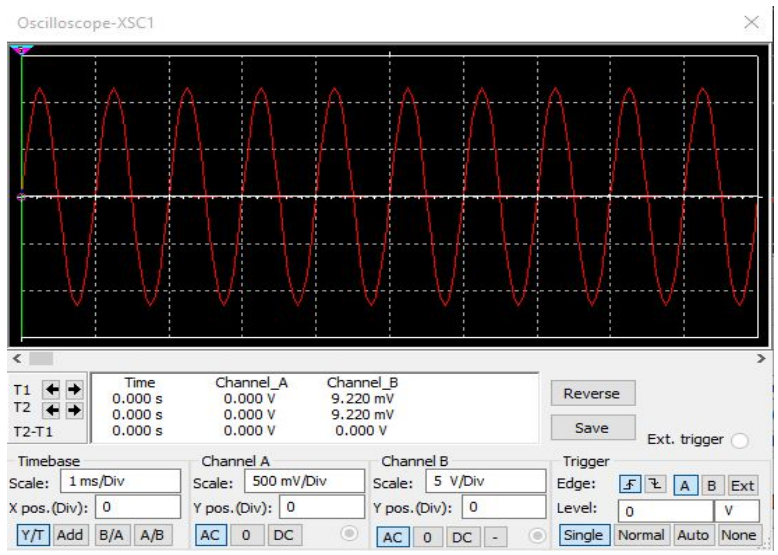 Oscilloscope-XSC1
Time Channel_A Channel_B
T1 0.000 s 0.000 V 9.220 mV
T2 0.000 s 0.000 V 9.220 mV
T2-T1 0.000 s 0.000 V 0.000 V
Reverse
Save
Ext. trigger
Timebase
Scale: 1 ms/Div
X pos.(Div): 0
Y/T Add B/A A/B
Channel A
Scale: 500 mV/Div
Y pos.(Div): 0
AC 0 DC
Channel B
Scale: 5 V/Div
Y pos.(Div): 0
AC 0 DC -
Trigger
Edge: A B Ext
Level: 0 V
Single Normal Auto None